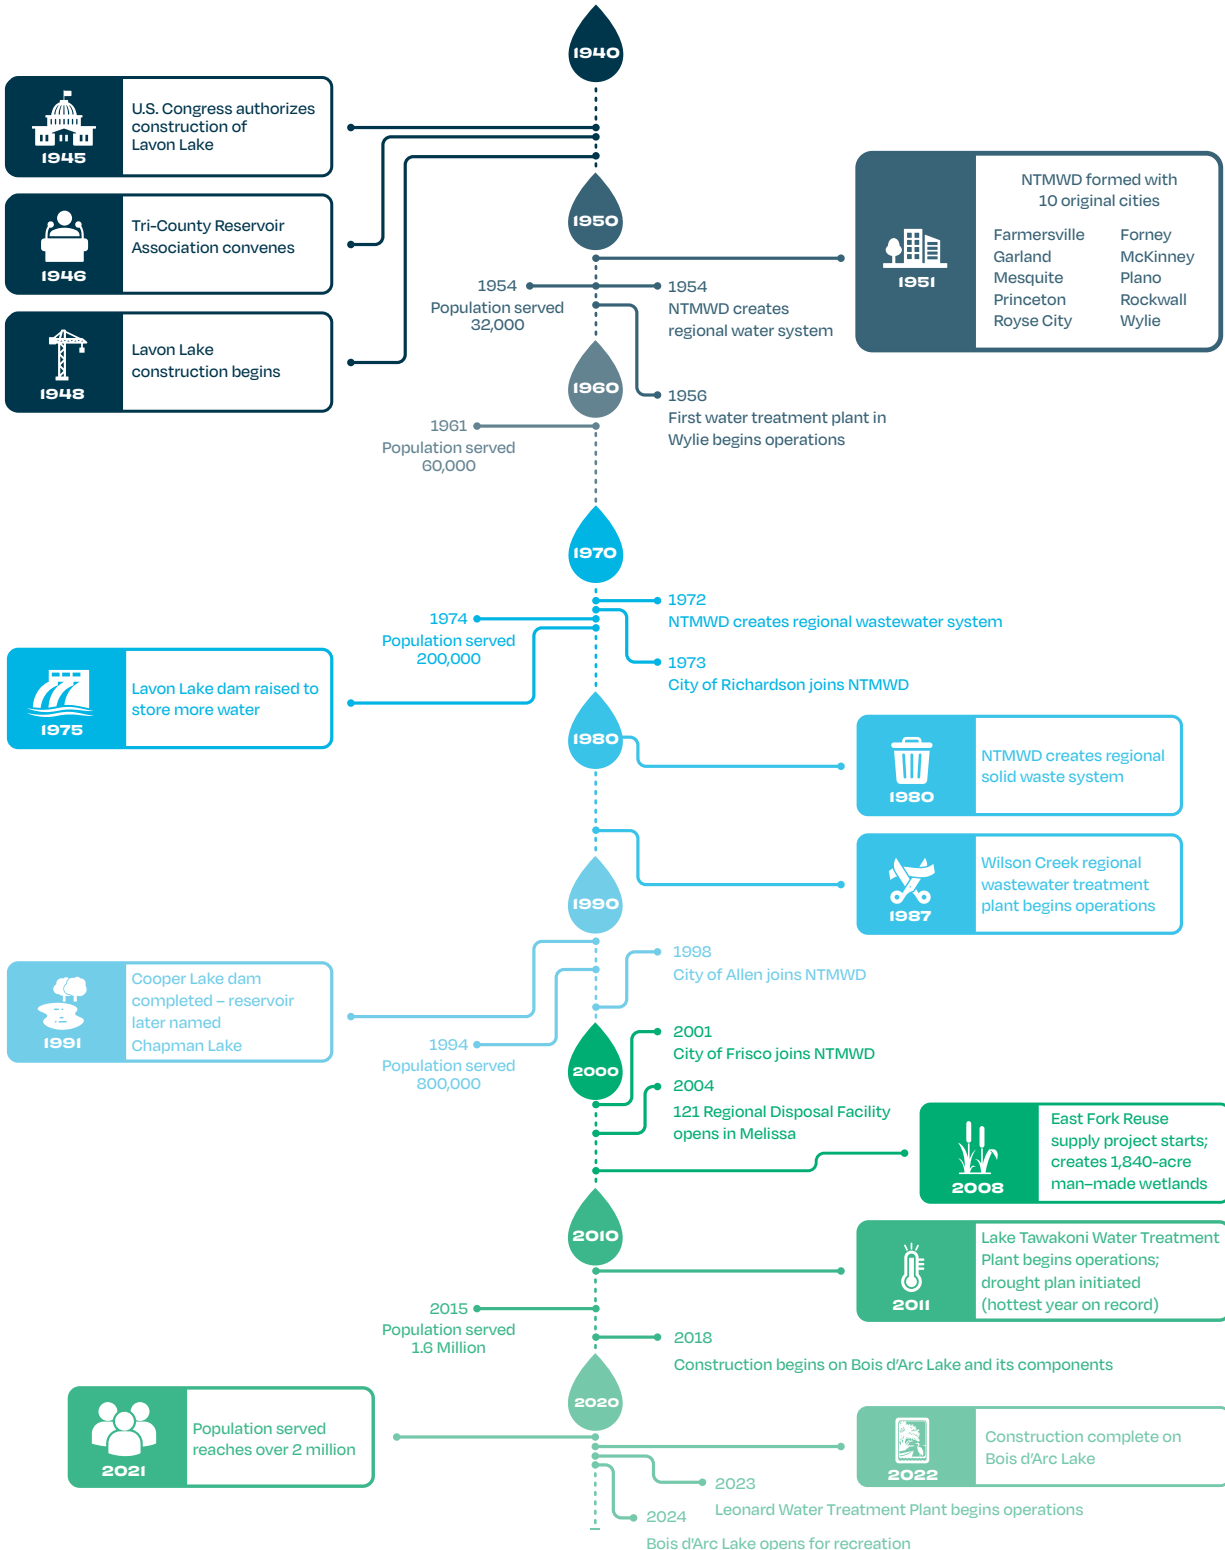 1940
U.S. Congress authorizes
construction of
Lavon Lake
1945
Tri-County Reservoir
Association convenes
1946
Lavon Lake
construction begins
1948
1950
NTMWD formed with
10 original cities
Farmersville
Garland
Mesquite
Princeton
Royse City
Forney
McKinney
Plano
Rockwall
Wylie
1951
1954
Population served
32,000
1954
NTMWD creates
regional water system
1956
First water treatment plant in
Wylie begins operations
1960
1961
Population served
60,000
1970
1972
NTMWD creates regional wastewater system
1973
City of Richardson joins NTMWD
1974
Population served
200,000
Lavon Lake dam raised to
store more water
1975
1980
NTMWD creates regional
solid waste system
1980
Wilson Creek regional
wastewater treatment
plant begins operations
1987
1990
Cooper Lake dam
completed – reservoir
later named
Chapman Lake
1991
1994
Population served
800,000
1998
City of Allen joins NTMWD
2000
2001
City of Frisco joins NTMWD
2004
121 Regional Disposal Facility
opens in Melissa
East Fork Reuse
supply project starts;
creates 1,840-acre
man–made wetlands
2008
2010
Lake Tawakoni Water Treatment
Plant begins operations;
drought plan initiated
(hottest year on record)
2011
2015
Population served
1.6 Million
2018
Construction begins on Bois d'Arc Lake and its components
2020
Population served
reaches over 2 million
2021
Construction complete on
Bois d'Arc Lake
2022
2023
Leonard Water Treatment Plant begins operations
2024
Bois d'Arc Lake opens for recreation